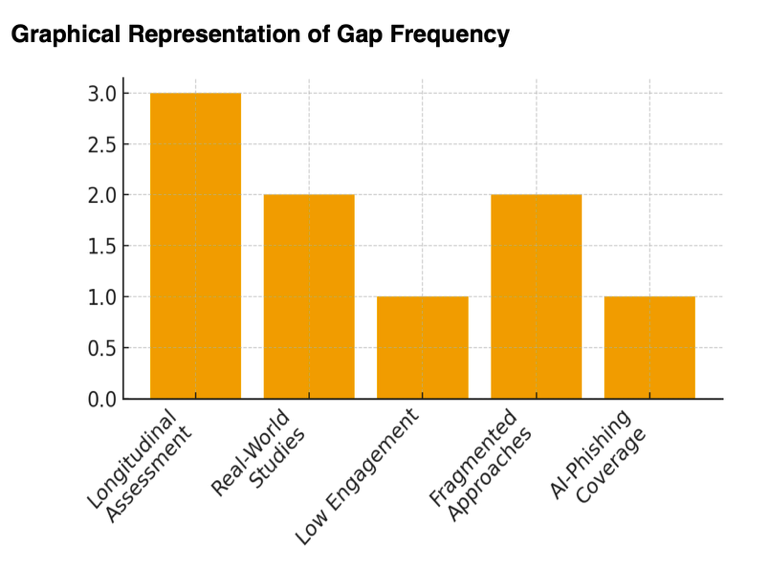 Graphical Representation of Gap Frequency
3.0
2.5
2.0
1.5
1.0
0.5
0.0
Longitudinal
Assessment
Real-World
Studies
Low Engagement
Fragmented
Approaches
AI-Phishing
Coverage